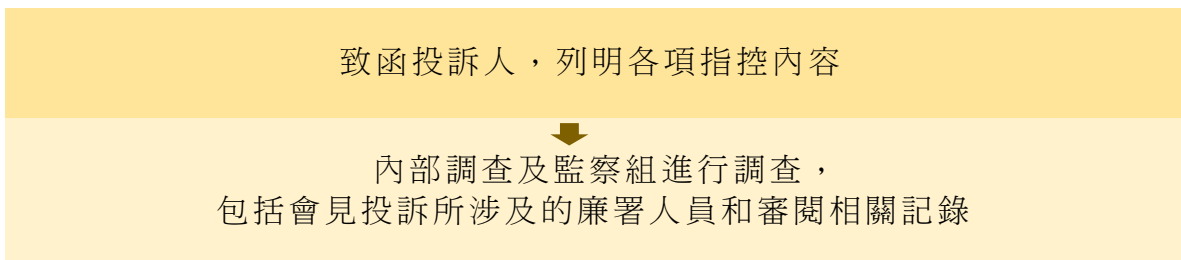 致函投訴人，列明各項指控內容
內部調查及監察組進行調查，
包括會見投訴所涉及的廉署人員和審閱相關記錄